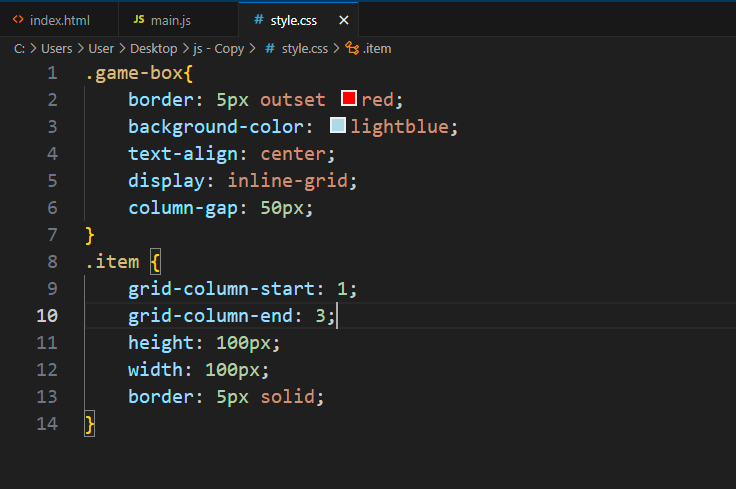 index.html JS main.js # style.css ×
C: > Users > User > Desktop > js - Copy > # style.css > .item
1 .game-box{
2 border: 5px outset red;
3 background-color: lightblue;
4 text-align: center;
5 display: inline-grid;
6 column-gap: 50px;
7 }
8 .item {
9 grid-column-start: 1;
10 grid-column-end: 3;
11 height: 100px;
12 width: 100px;
13 border: 5px solid;
14 }